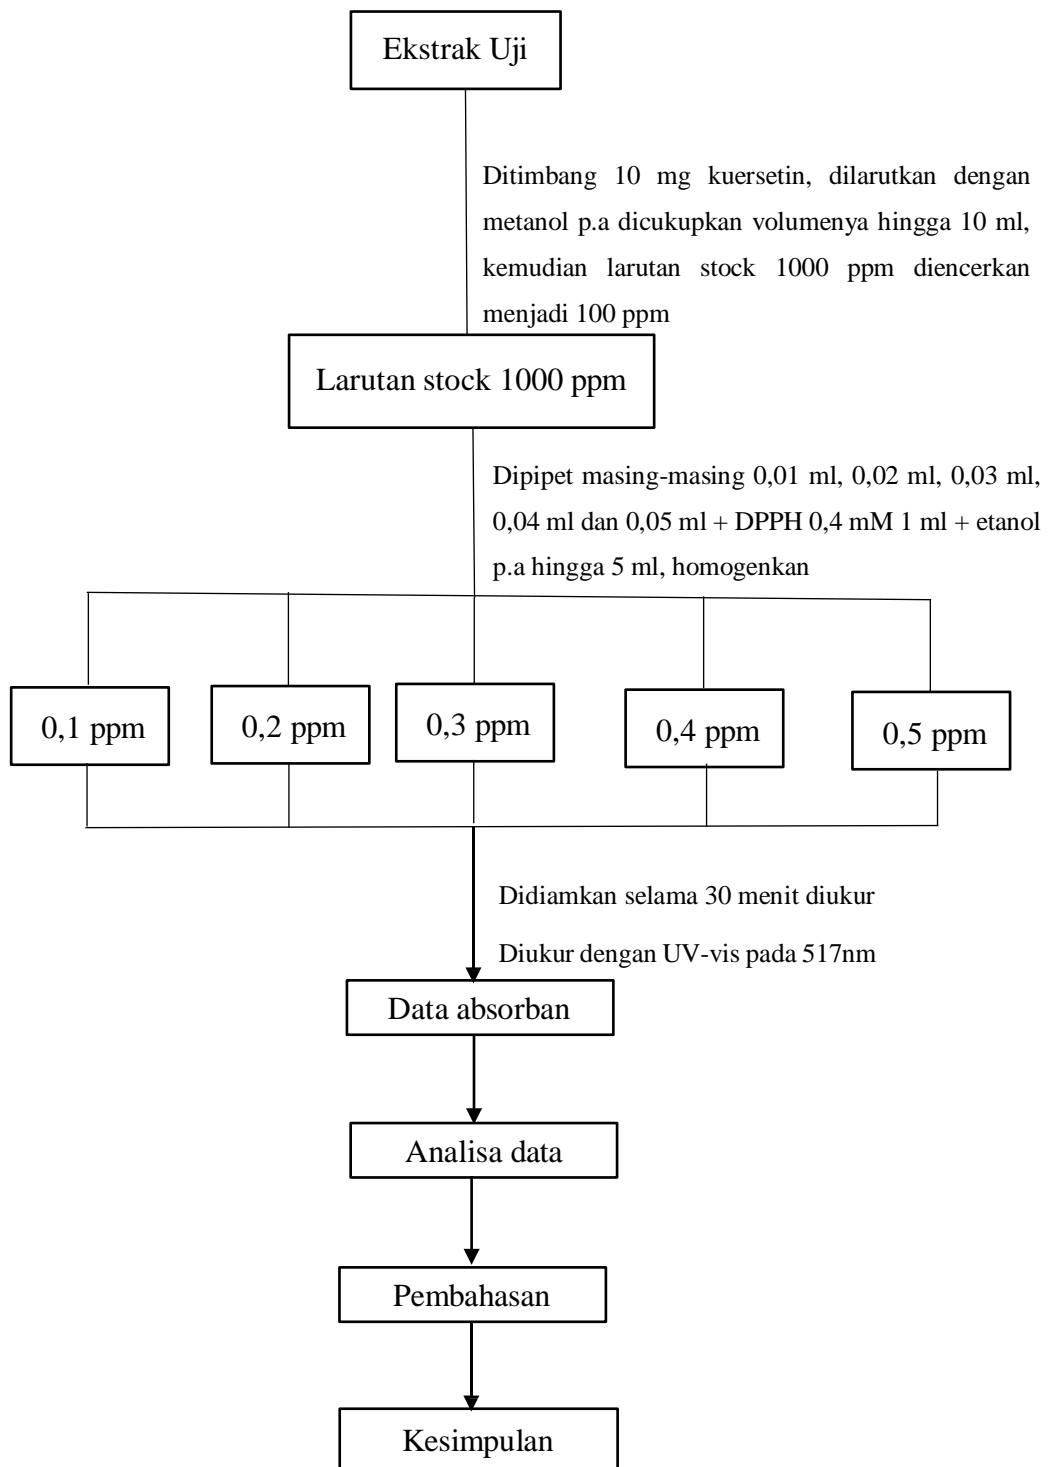 Ekstrak Uji
Ditimbang 10 mg kuersetin, dilarutkan dengan
metanol p.a dicukupkan volumenya hingga 10 ml,
kemudian larutan stock 1000 ppm diencerkan
menjadi 100 ppm
Larutan stock 1000 ppm
Dipipet masing-masing 0,01 ml, 0,02 ml, 0,03 ml,
0,04 ml dan 0,05 ml + DPPH 0,4 mM 1 ml + etanol
p.a hingga 5 ml, homogenkan
0,1 ppm
0,2 ppm
0,3 ppm
0,4 ppm
0,5 ppm
Didiamkan selama 30 menit diukur
Diukur dengan UV-vis pada 517nm
Data absorban
Analisa data
Pembahasan
Kesimpulan